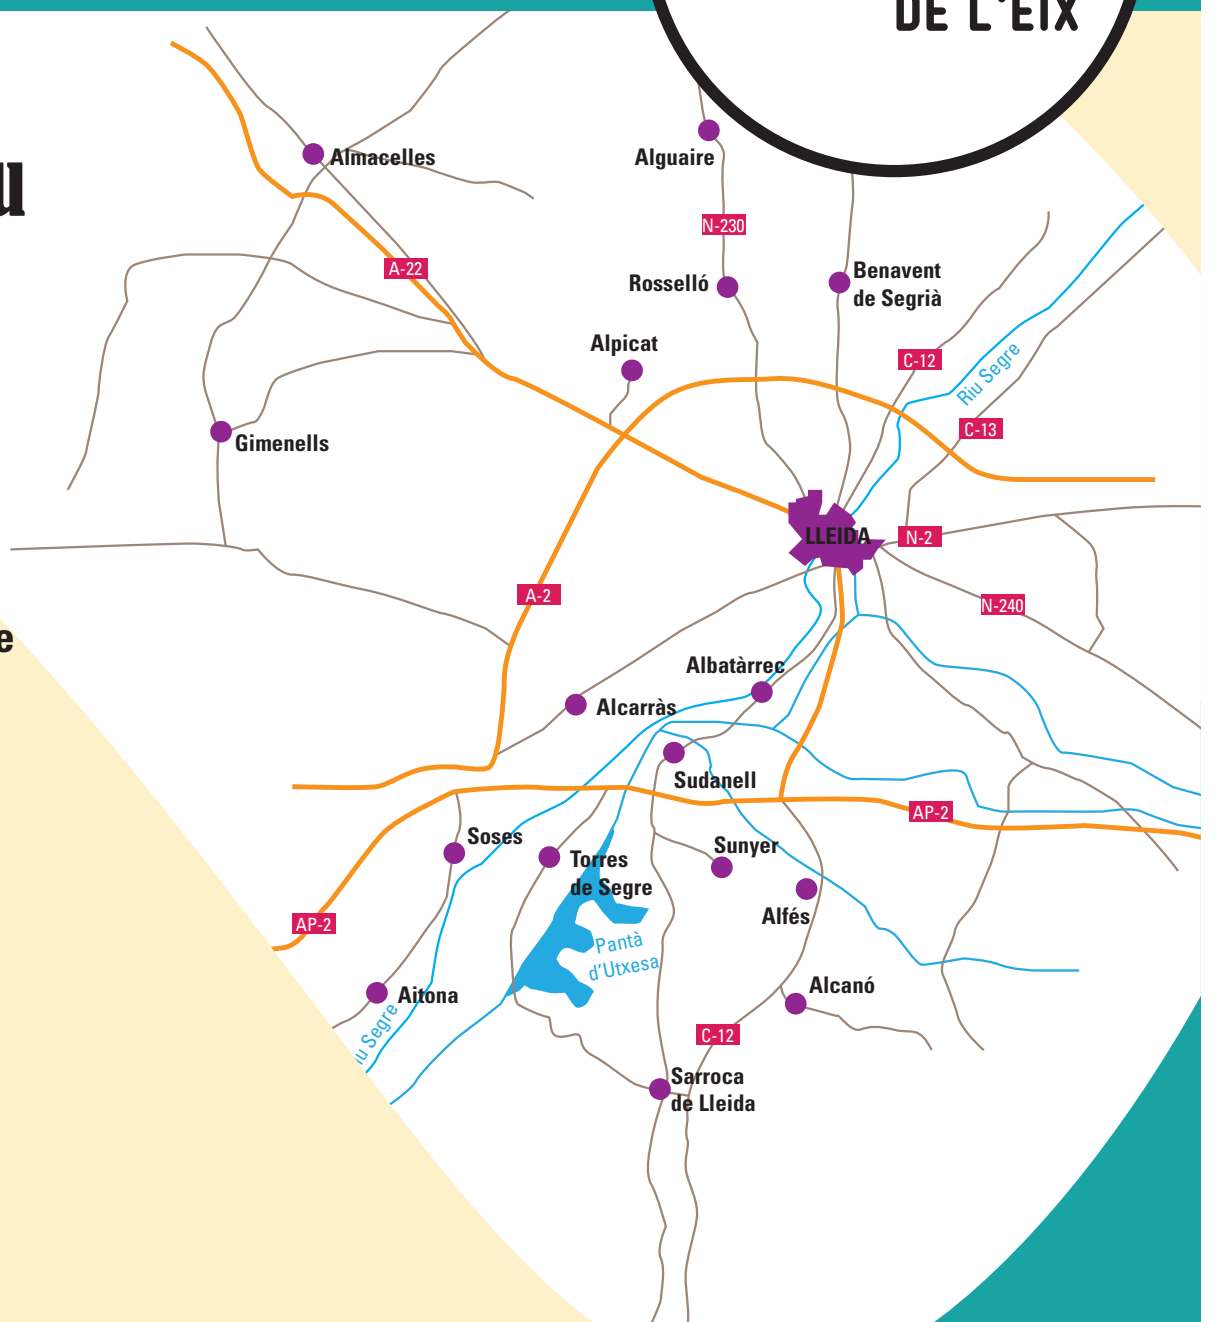 DE L'EIX
u
Almacelles
Alguaire
N-230
A-22
Rosselló
Benavent
de Segrià
Alpicat
C-12
Riu Segre
C-13
Gimenells
LLEIDA
N-2
A-2
N-240
e
Albatàrrec
Alcarràs
Sudanell
AP-2
Soses
Sunyer
Torres
de Segre
Alfés
AP-2
Pantà
d'Utxesa
Aitona
Alcanó
iu Segre
C-12
Sarroca
de Lleida